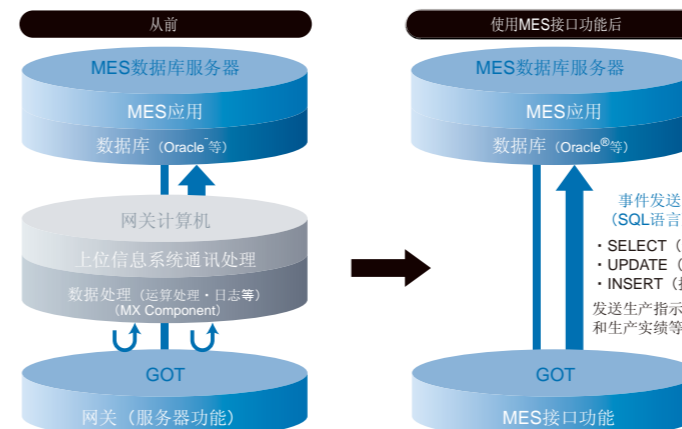 从前
MES数据库服务器
MES应用
数据库（Oracle等）
网关计算机
上位信息系统通讯处理
数据处理（运算处理・日志等）
（MX Component）
GOT
网关（服务器功能）
使用MES接口功能后
MES数据库服务器
MES应用
数据库（Oracle®等）
事件发送
（SQL语言
・SELECT（
・UPDATE（
・INSERT（
发送生产指示
和生产实绩等
GOT
MES接口功能